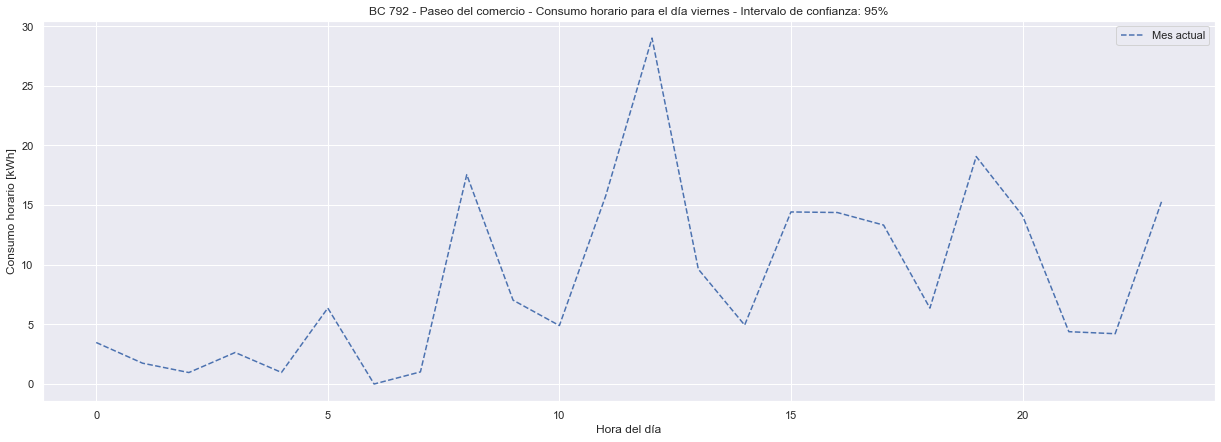 BC 792 - Paseo del comercio - Consumo horario para el día viernes - Intervalo de confianza: 95%
Mes actual
Consumo horario [kWh]
30
25
20
15
10
5
0
0 5 10 15 20
Hora del día